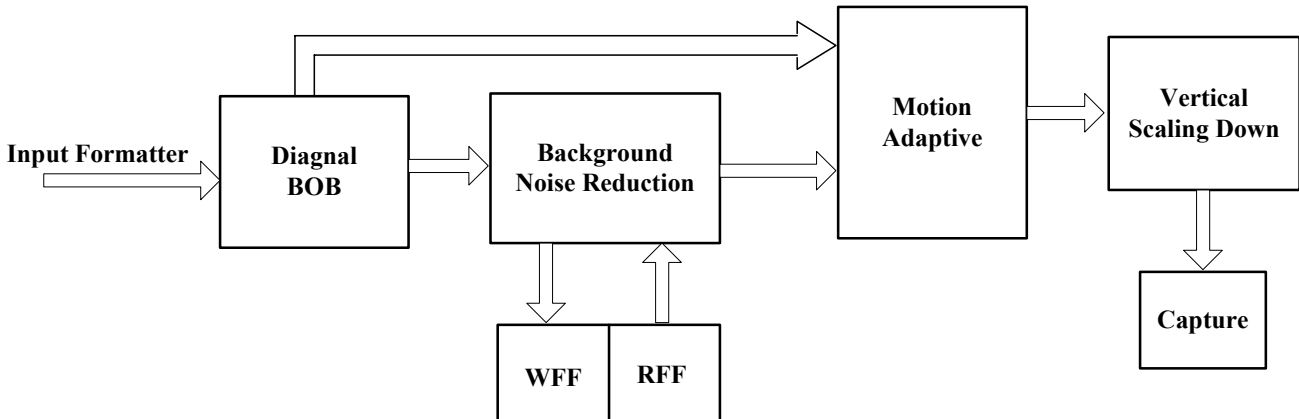 Input Formatter
Diagnal
BOB
Background
Noise Reduction
Motion
Adaptive
Vertical
Scaling Down
Capture
WFF
RFF